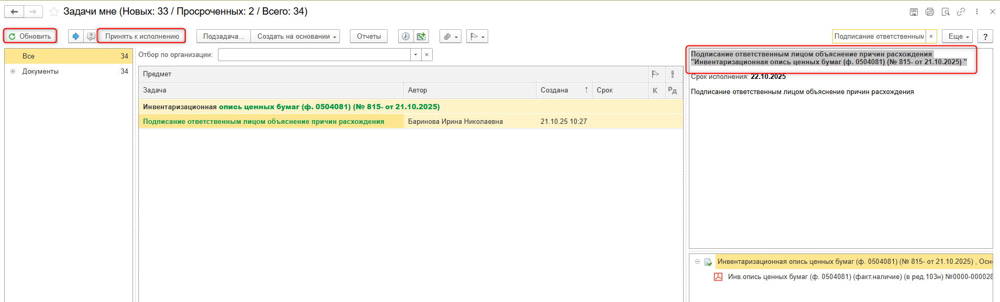 Задачи мне (Новых: 33 / Просроченных: 2 / Всего: 34)
Обновить
Принять к исполнению
Подзадача...
Создать на основании
Отчеты
Подписание ответственным
×
Еще
?
Все 34
Документы 34
Отбор по организации:
×
Предмет
Задача Автор Создана ↑ Срок К Рд
Инвентаризационная опись ценных бумаг (ф. 0504081) (№ 815- от 21.10.2025)
Подписание ответственным лицом объяснение причин расхождения Баринова Ирина Николаевна 21.10.25 10:27
Подписание ответственным лицом объяснение причин расхождения
"Инвентаризационная опись ценных бумаг (ф. 0504081) (№ 815- от 21.10.2025) "
Срок исполнения: 22.10.2025
Подписание ответственным лицом объяснение причин расхождения
Инвентаризационная опись ценных бумаг (ф. 0504081) (№ 815- от 21.10.2025) , Осно
Инв.опись ценных бумаг (ф. 0504081) (факт.наличие) (в ред.103н) №0000-000028